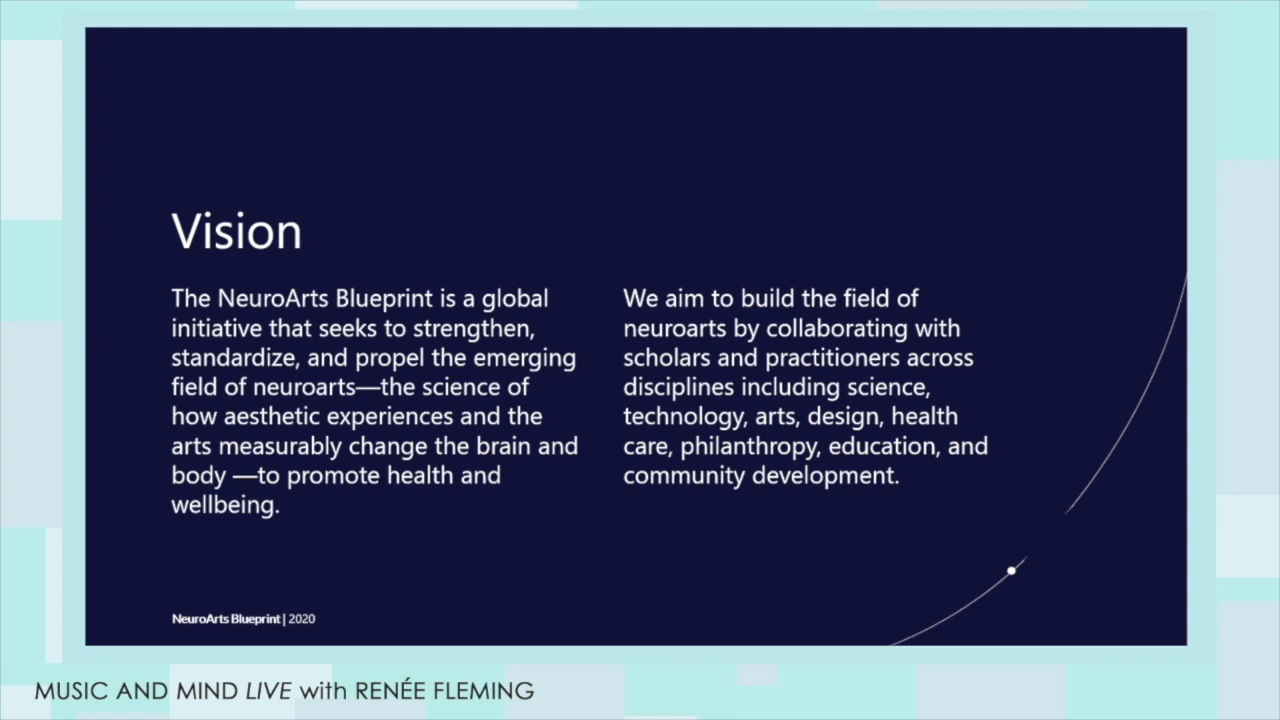 Vision
The NeuroArts Blueprint is a global
initiative that seeks to strengthen,
standardize, and propel the emerging
field of neuroarts—the science of
how aesthetic experiences and the
arts measurably change the brain and
body —to promote health and
wellbeing.
We aim to build the field of
neuroarts by collaborating with
scholars and practitioners across
disciplines including science,
technology, arts, design, health
care, philanthropy, education, and
community development.
NeuroArts Blueprint | 2020
MUSIC AND MIND LIVE with RENÉE FLEMING